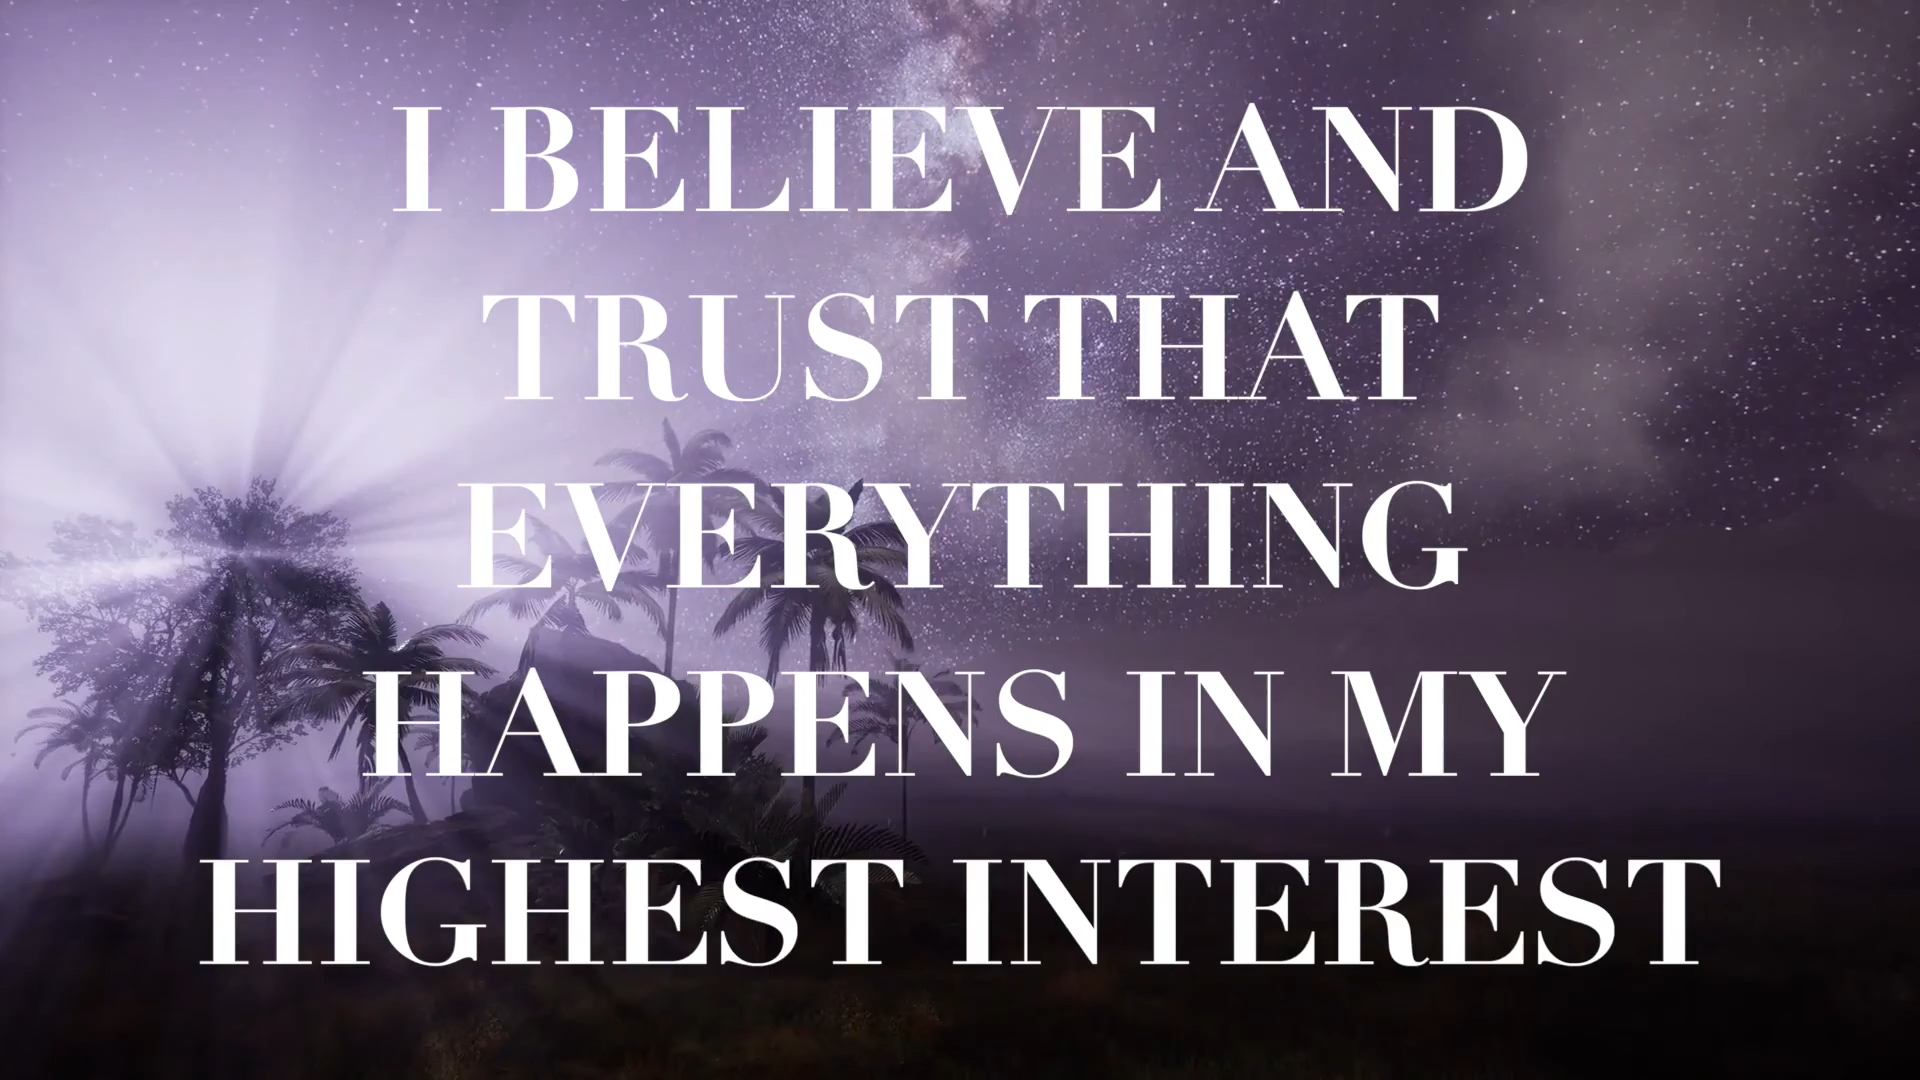 I BELIEVE AND
TRUST THAT
EVERYTHING
HAPPENS IN MY
HIGHEST INTEREST